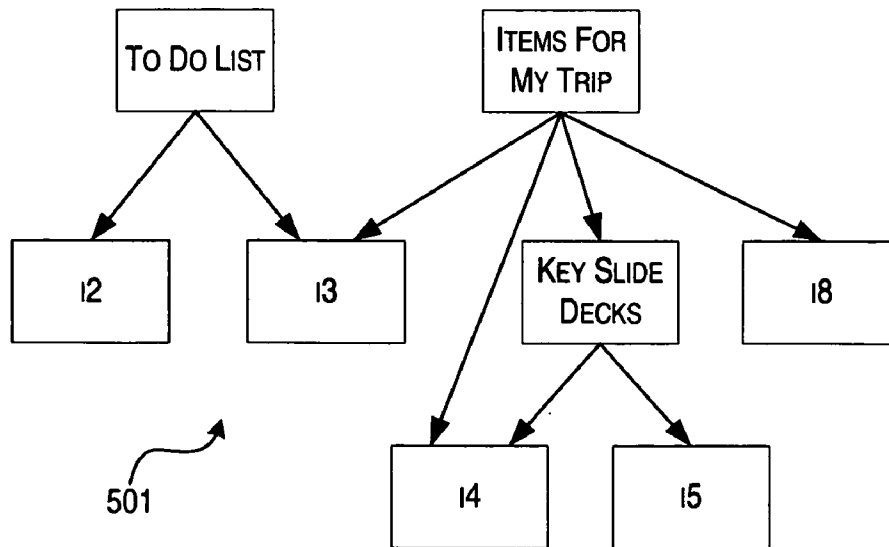 TO DO LIST
ITEMS FOR
MY TRIP
I2
I3
KEY SLIDE
DECKS
I8
501
I4
I5